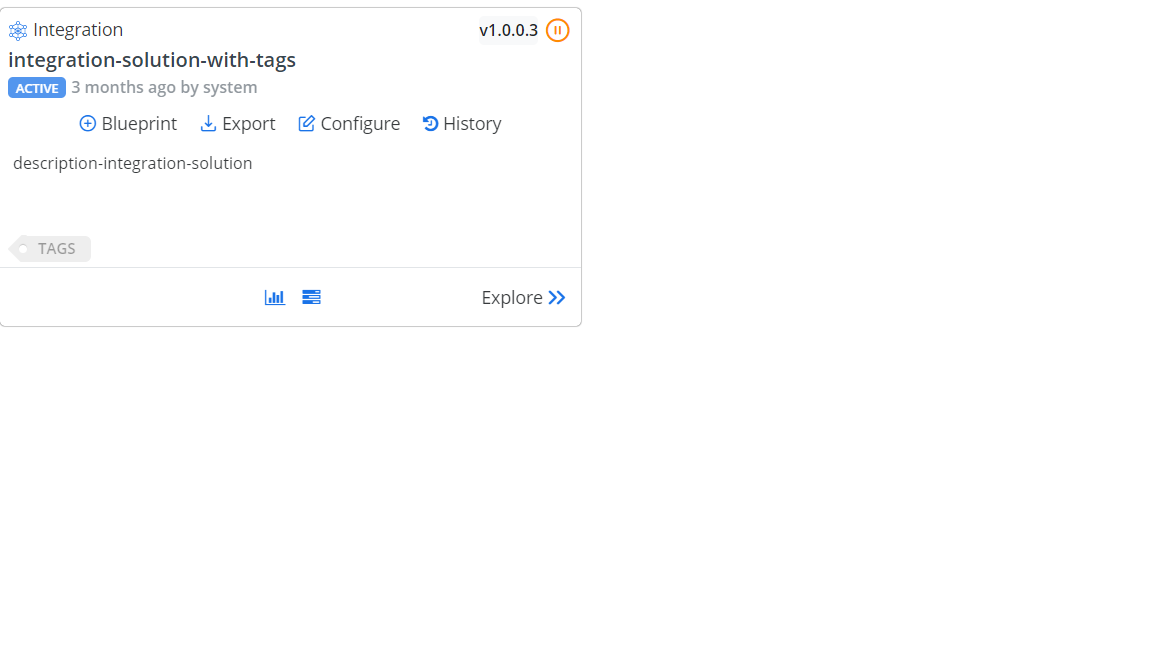 Integration v1.0.0.3
integration-solution-with-tags
ACTIVE 3 months ago by system
Blueprint Export Configure History
description-integration-solution
TAGS
Explore